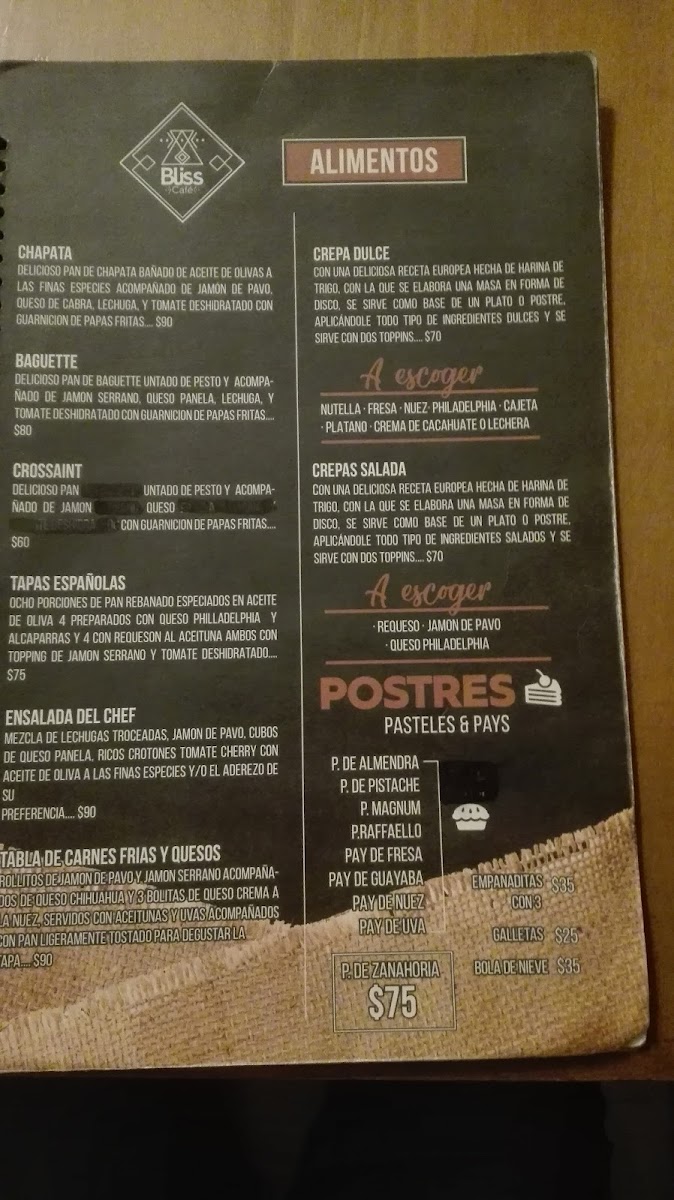 Bliss
Café
ALIMENTOS
CHAPATA
DELICIOSO PAN DE CHAPATA BAÑADO DE ACEITE DE OLIVAS A
LAS FINAS ESPECIES ACOMPAÑADO DE JAMÓN DE PAVO,
QUESO DE CABRA, LECHUGA, Y TOMATE DESHIDRATADO CON
GUARNICION DE PAPAS FRITAS.... $90
BAGUETTE
DELICIOSO PAN DE BAGUETTE UNTADO DE PESTO Y ACOMPA-
ÑADO DE JAMON SERRANO, QUESO PANELA, LECHUGA, Y
TOMATE DESHIDRATADO CON GUARNICION DE PAPAS FRITAS....
$80
CROSSAINT
DELICIOSO PAN UNTADO DE PESTO Y ACOMPA-
ÑADO DE JAMON QUESO
CON GUARNICION DE PAPAS FRITAS....
$60
TAPAS ESPAÑOLAS
OCHO PORCIONES DE PAN REBANADO ESPECIADOS EN ACEITE
DE OLIVA 4 PREPARADOS CON QUESO PHILLADELPHIA Y
ALCAPARRAS Y 4 CON REQUESON AL ACEITUNA AMBOS CON
TOPPING DE JAMON SERRANO Y TOMATE DESHIDRATADO....
$75
ENSALADA DEL CHEF
MEZCLA DE LECHUGAS TROCEADAS, JAMON DE PAVO, CUBOS
DE QUESO PANELA, RICOS CROTONES TOMATE CHERRY CON
ACEITE DE OLIVA A LAS FINAS ESPECIES Y/O EL ADEREZO DE
SU
PREFERENCIA.... $90
TABLA DE CARNES FRIAS Y QUESOS
ROLLITOS DE JAMON DE PAVO Y JAMON SERRANO ACOMPAÑA-
DOS DE QUESO CHIHUAHUA Y 3 BOLITAS DE QUESO CREMA A
LA NUEZ, SERVIDOS CON ACEITUNAS Y UVAS ACOMPAÑADOS
CON PAN LIGERAMENTE TOSTADO PARA DEGUSTAR LA
TAPA.... $90
CREPA DULCE
CON UNA DELICIOSA RECETA EUROPEA HECHA DE HARINA DE
TRIGO, CON LA QUE SE ELABORA UNA MASA EN FORMA DE
DISCO, SE SIRVE COMO BASE DE UN PLATO O POSTRE,
APLICÁNDOLE TODO TIPO DE INGREDIENTES DULCES Y SE
SIRVE CON DOS TOPPINS.... $70
A escoger
NUTELLA · FRESA · NUEZ· PHILADELPHIA · CAJETA
· PLATANO · CREMA DE CACAHUATE O LECHERA
CREPAS SALADA
CON UNA DELICIOSA RECETA EUROPEA HECHA DE HARINA DE
TRIGO, CON LA QUE SE ELABORA UNA MASA EN FORMA DE
DISCO, SE SIRVE COMO BASE DE UN PLATO O POSTRE,
APLICÁNDOLE TODO TIPO DE INGREDIENTES SALADOS Y SE
SIRVE CON DOS TOPPINS.... $70
A escoger
· REQUESO · JAMON DE PAVO
· QUESO PHILADELPHIA
POSTRES
PASTELES & PAYS
P. DE ALMENDRA
P. DE PISTACHE
P. MAGNUM
P.RAFFAELLO
PAY DE FRESA
PAY DE GUAYABA
PAY DE NUEZ
PAY DE UVA
P. DE ZANAHORIA
$75
EMPANADITAS $35
CON 3
GALLETAS $25
BOLA DE NIEVE $35